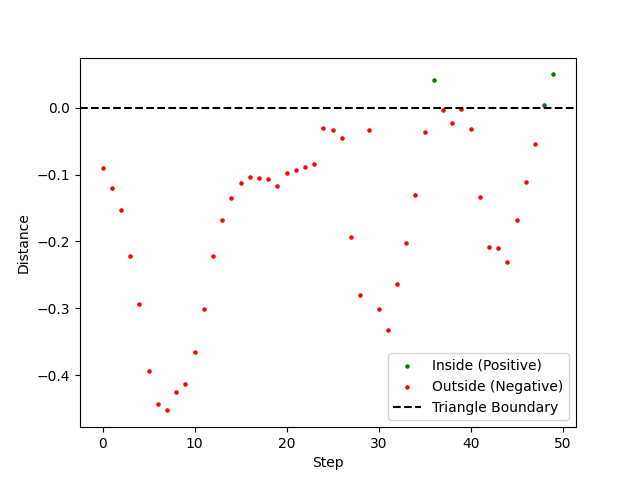 0.0
−0.1
−0.2
−0.3
−0.4
Distance
Inside (Positive)
Outside (Negative)
Triangle Boundary
0 10 20 30 40 50
Step